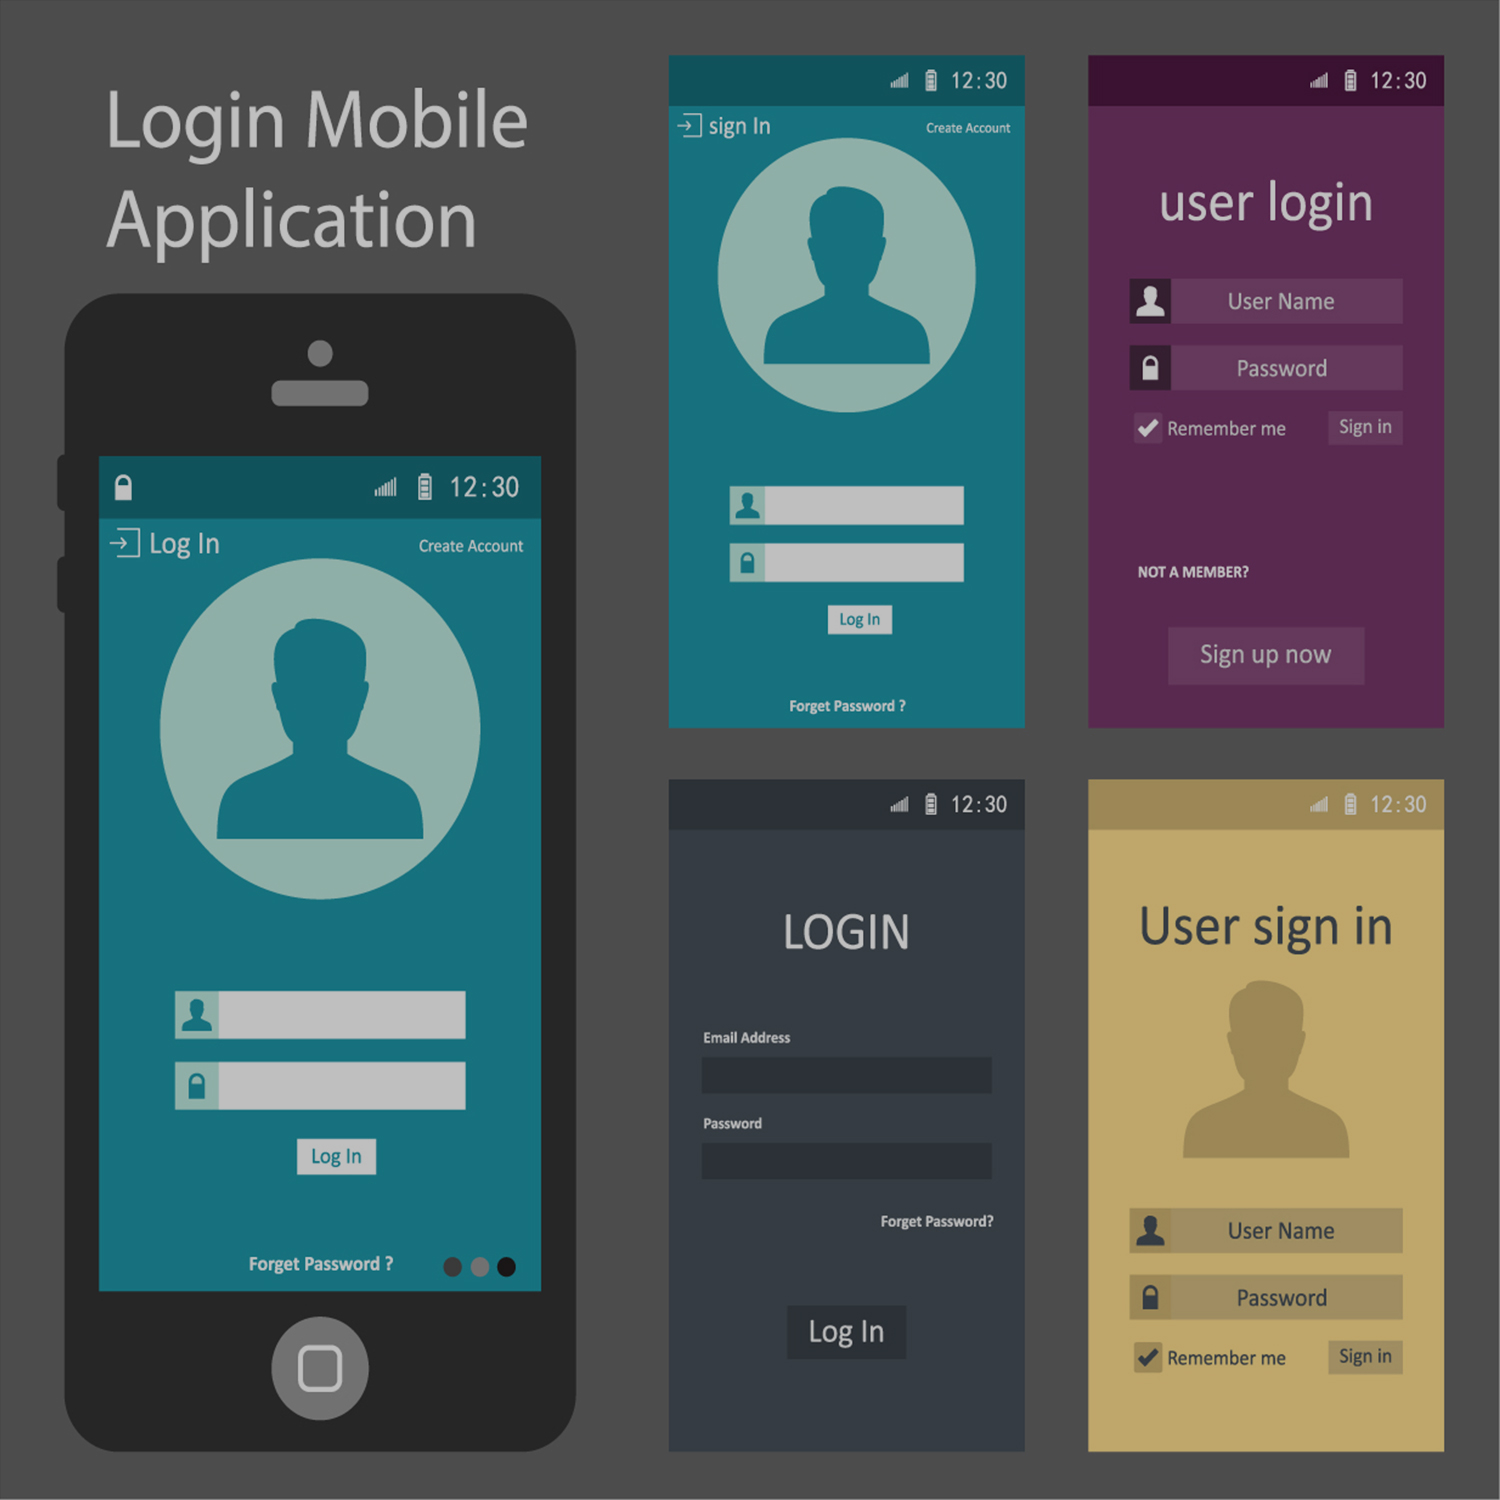 Login Mobile
Application
12:30
Log In
Create Account
Log In
Forget Password ?
12:30
sign In
Create Account
Log In
Forget Password ?
12:30
user login
User Name
Password
Remember me
Sign in
NOT A MEMBER?
Sign up now
12:30
LOGIN
Email Address
Password
Forget Password?
Log In
12:30
User sign in
User Name
Password
Remember me
Sign in